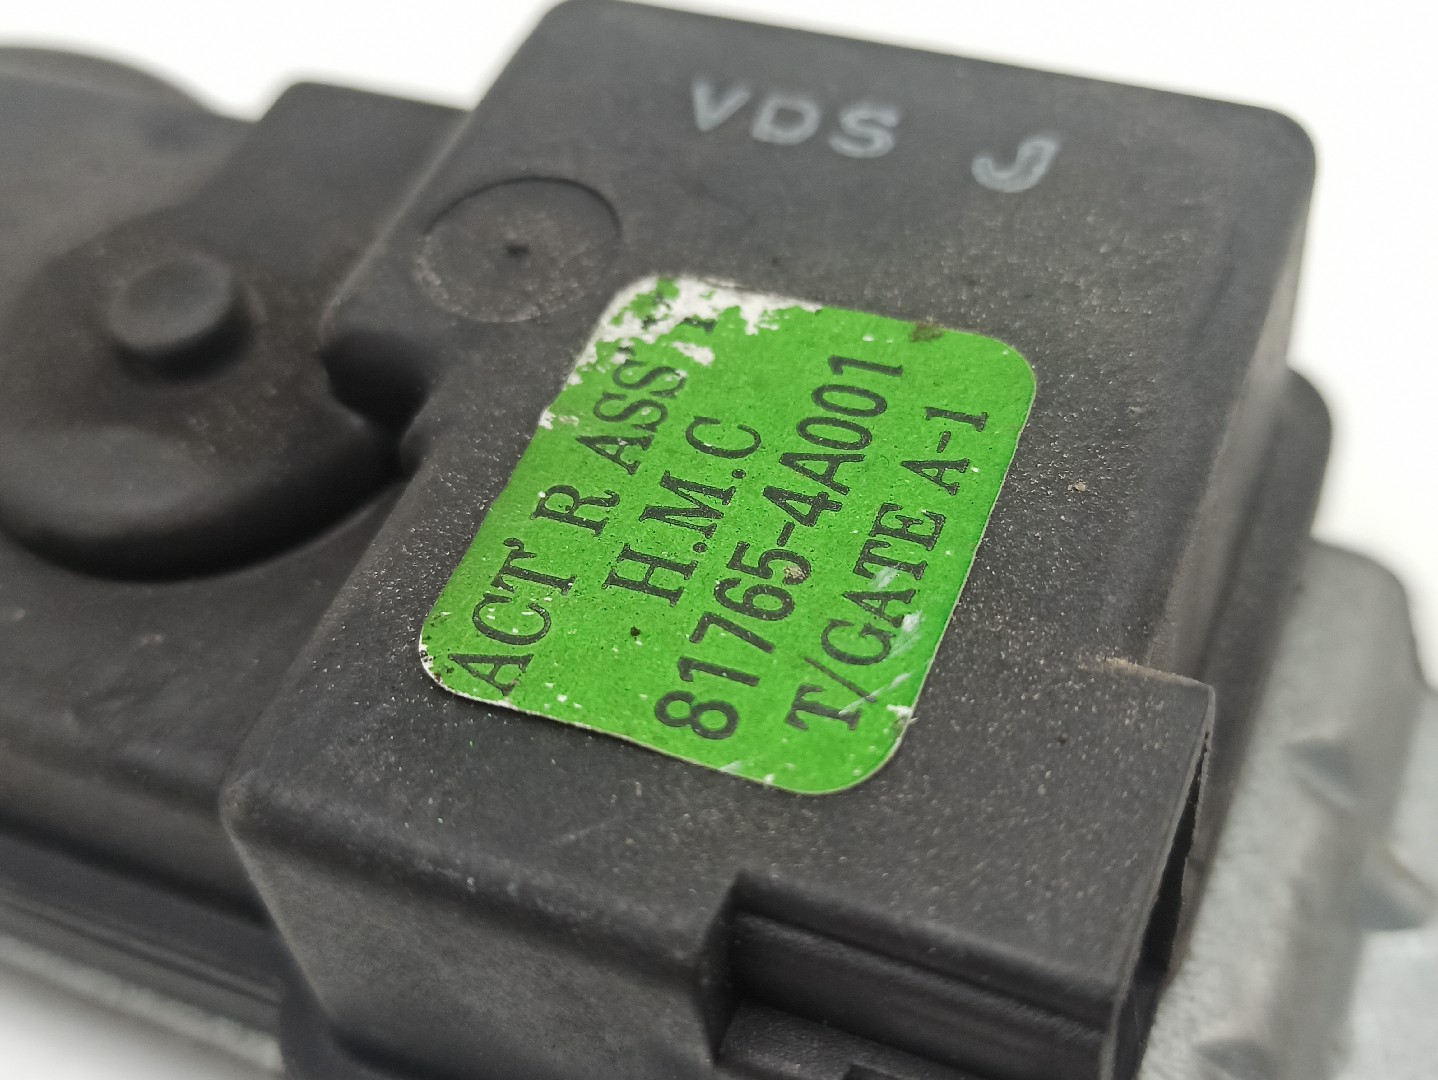 VDS
ACT R ASS'Y
H.M.C
81765-4A001
T/GATE A-1